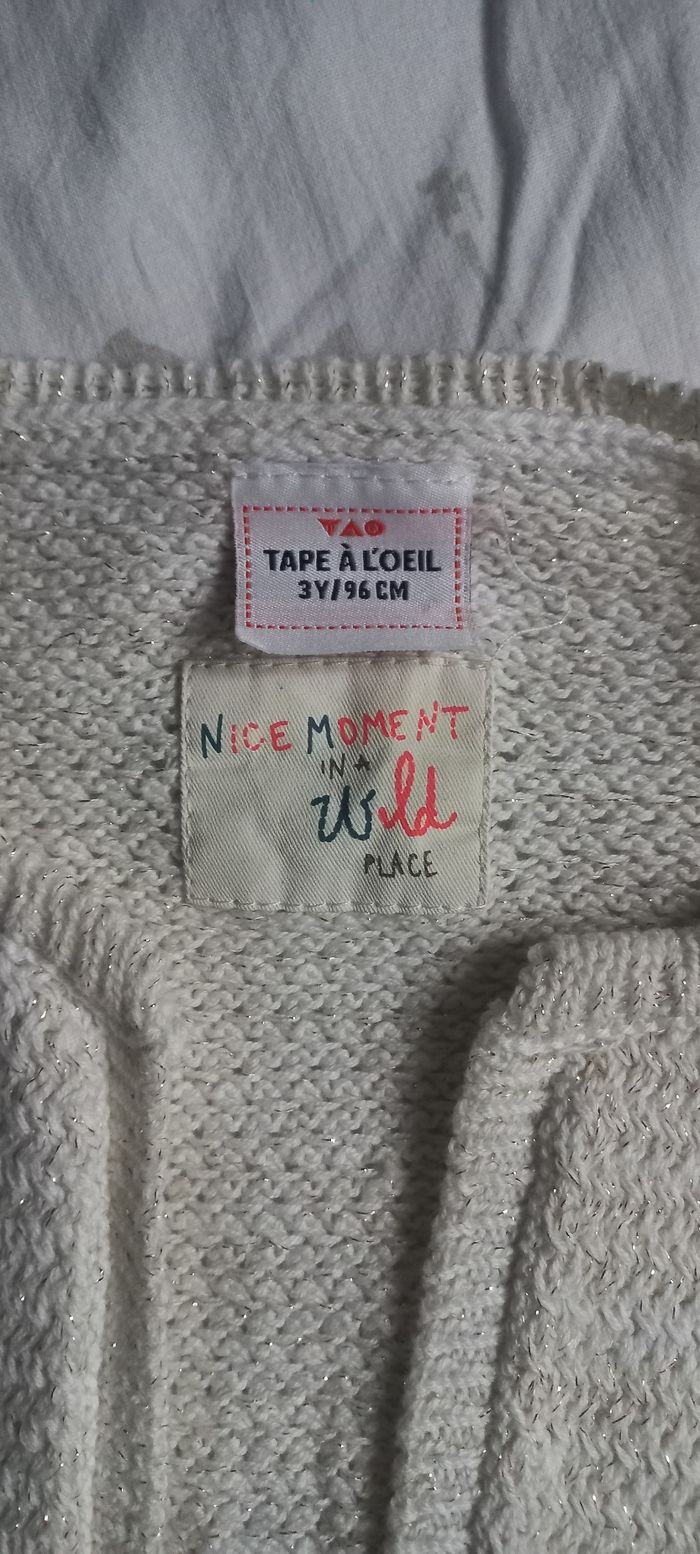 TAO
TAPE À L'OEIL
3Y/96 CM
NICE MOMENT
IN A
Wild
PLACE